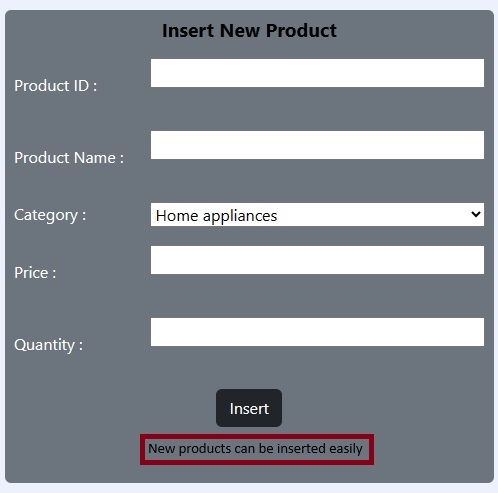 Insert New Product
Product ID :
Product Name :
Category :
Home appliances
Price :
Quantity :
Insert
New products can be inserted easily